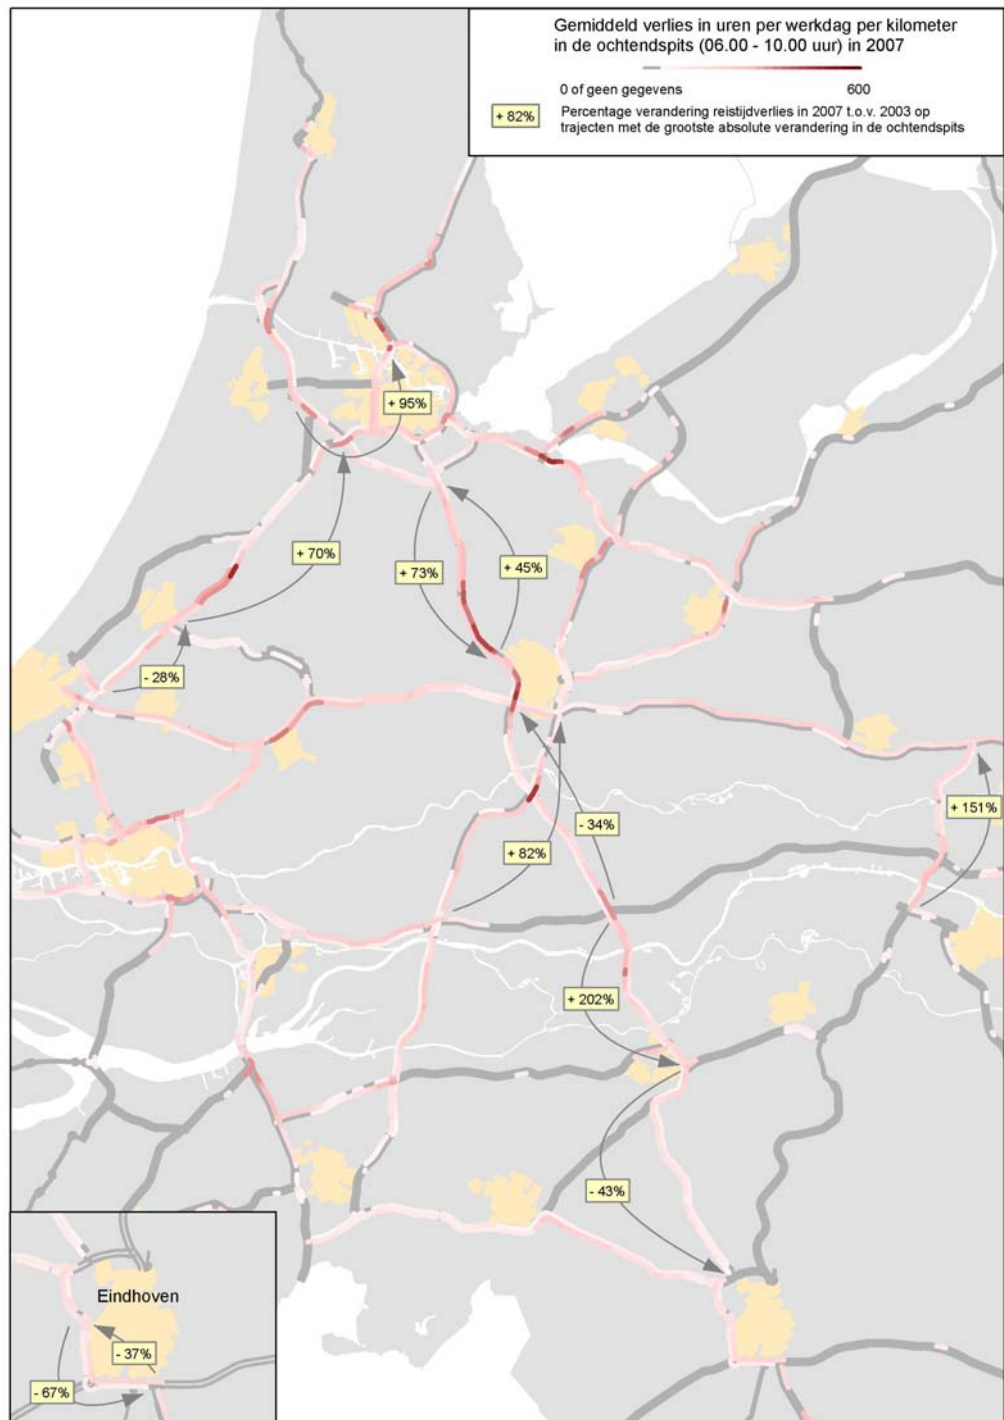 Gemiddeld verlies in uren per werkdag per kilometer
in de ochtendspits (06.00 - 10.00 uur) in 2007
0 of geen gegevens 600
+ 82% Percentage verandering reistijdverlies in 2007 t.o.v. 2003 op
trajecten met de grootste absolute verandering in de ochtendspits
+ 95%
+ 70%
+ 73%
+ 45%
- 28%
+ 151%
- 34%
+ 82%
+ 202%
- 43%
Eindhoven
- 37%
- 67%